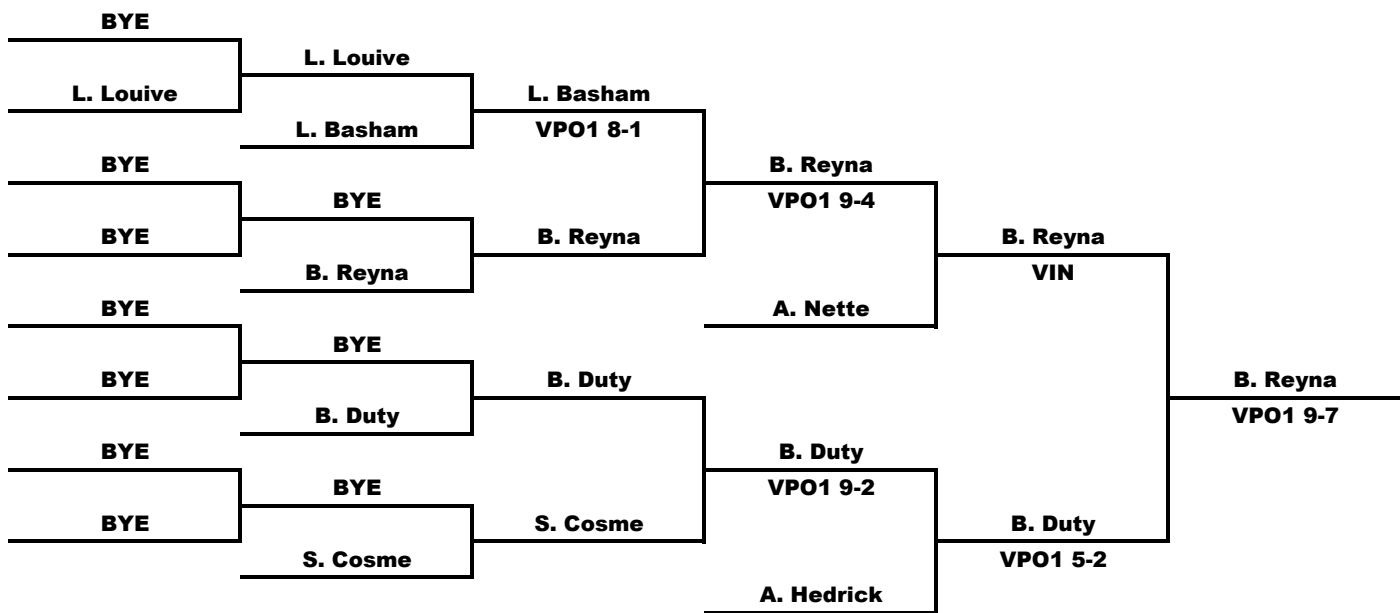 BYE
L. Louive
L. Louive
L. Basham
L. Basham
VPO1 8-1
BYE
B. Reyna
VPO1 9-4
BYE
BYE
B. Reyna
B. Reyna
VIN
B. Reyna
BYE
A. Nette
BYE
BYE
B. Duty
B. Reyna
VPO1 9-7
B. Duty
BYE
B. Duty
VPO1 9-2
BYE
BYE
S. Cosme
B. Duty
VPO1 5-2
S. Cosme
A. Hedrick